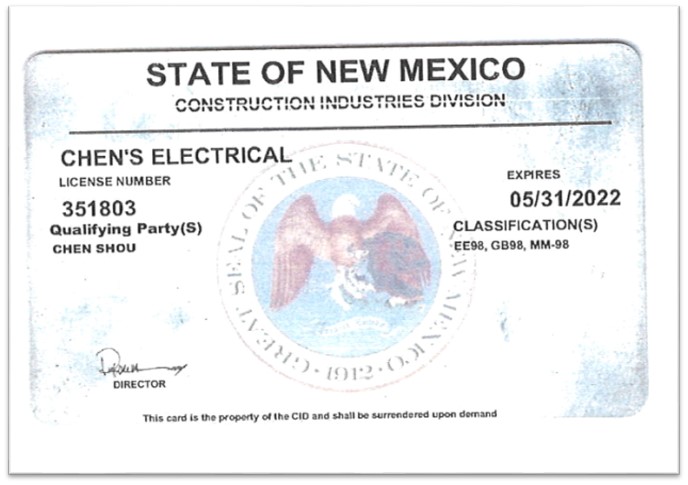 STATE OF NEW MEXICO
CONSTRUCTION INDUSTRIES DIVISION
CHEN'S ELECTRICAL
LICENSE NUMBER
351803
Qualifying Party(S)
CHEN SHOU
EXPIRES
05/31/2022
CLASSIFICATION(S)
EE98, GB98, MM-98
GREAT SEAL OF THE STATE OF NEW MEXICO
1912
DIRECTOR
This card is the property of the CID and shall be surrendered upon demand